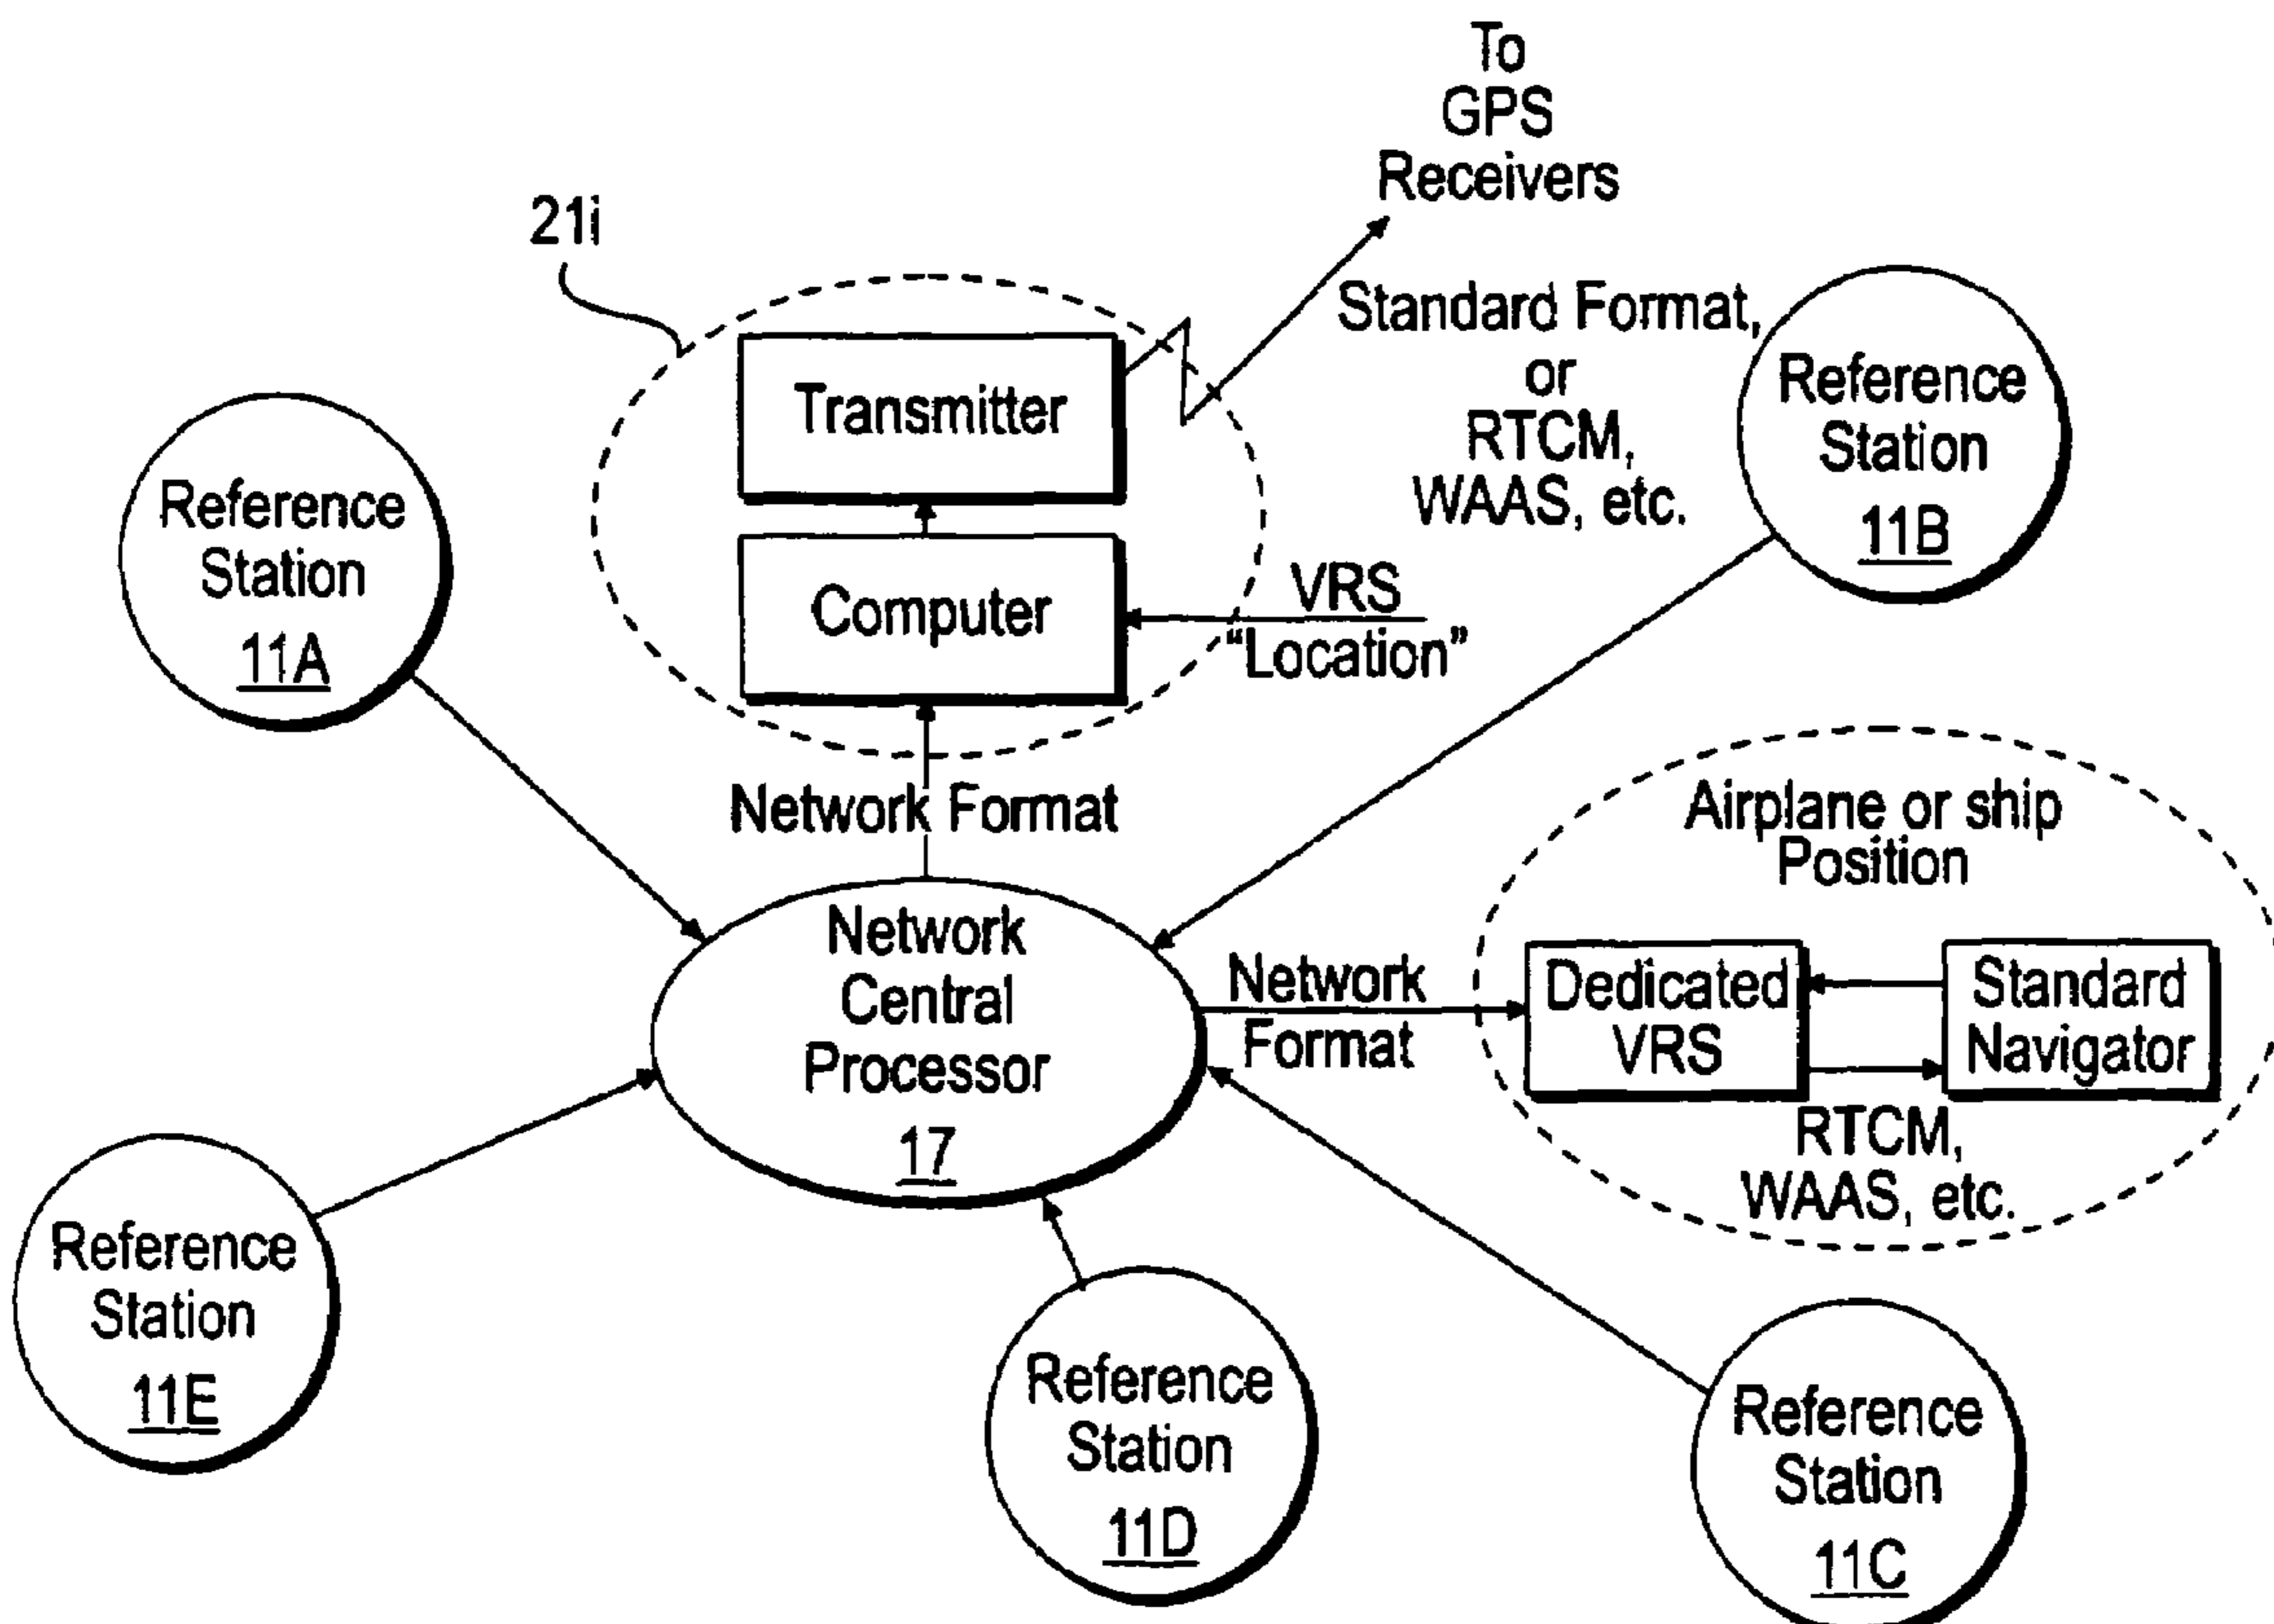 To
GPS
Receivers
21i
Standard Format,
or
RTCM,
WAAS, etc.
Transmitter
Reference
Station
11B
Reference
Station
11A
Computer
VRS
“Location”
Network Format
Airplane or ship
Position
Network
Central
Processor
17
Network
Format
Dedicated
VRS
Standard
Navigator
RTCM,
WAAS, etc.
Reference
Station
11E
Reference
Station
11D
Reference
Station
11C